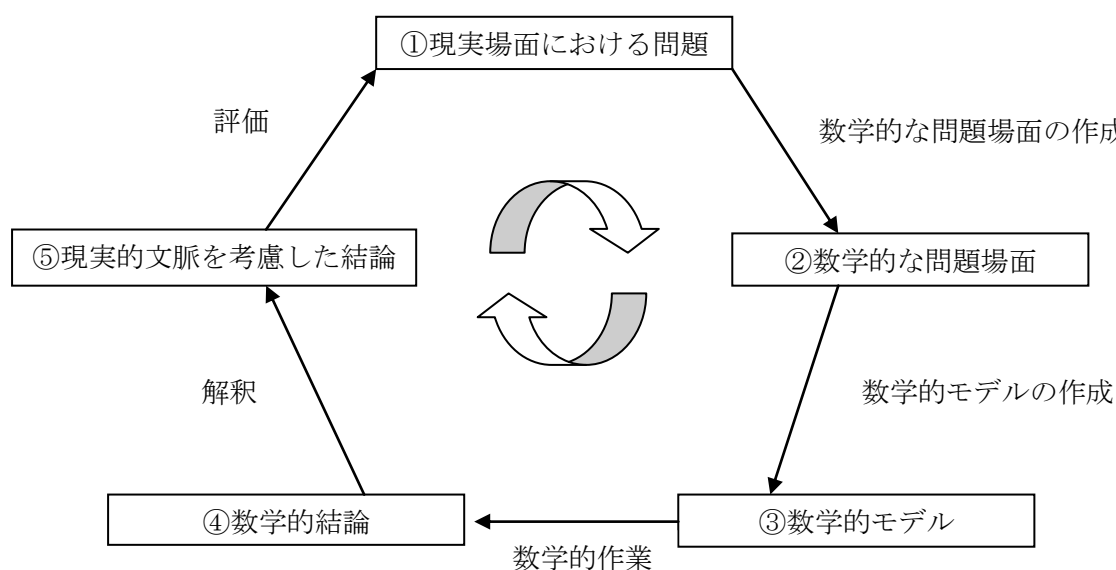 ①現実場面における問題
評価
数学的な問題場面の作成
⑤現実的文脈を考慮した結論
②数学的な問題場面
解釈
数学的モデルの作成
④数学的結論
③数学的モデル
数学的作業